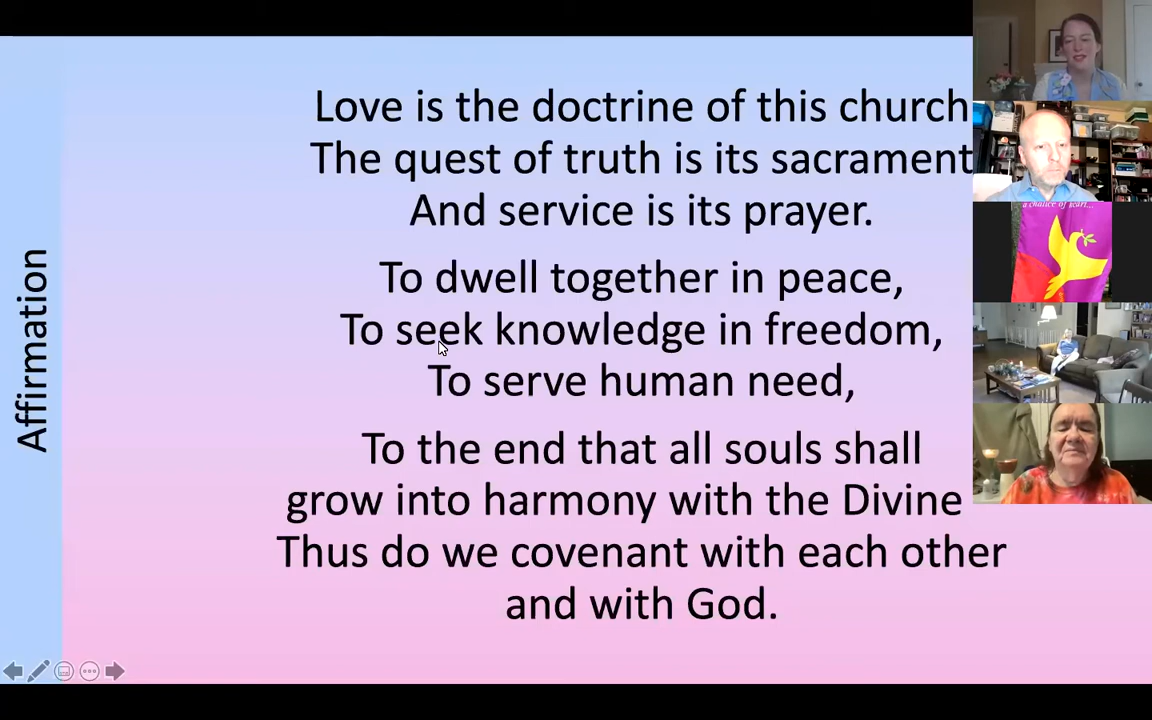 Affirmation
Love is the doctrine of this church
The quest of truth is its sacrament
And service is its prayer.
To dwell together in peace,
To seek knowledge in freedom,
To serve human need,
To the end that all souls shall
grow into harmony with the Divine
Thus do we covenant with each other
and with God.
a chalice of heart...